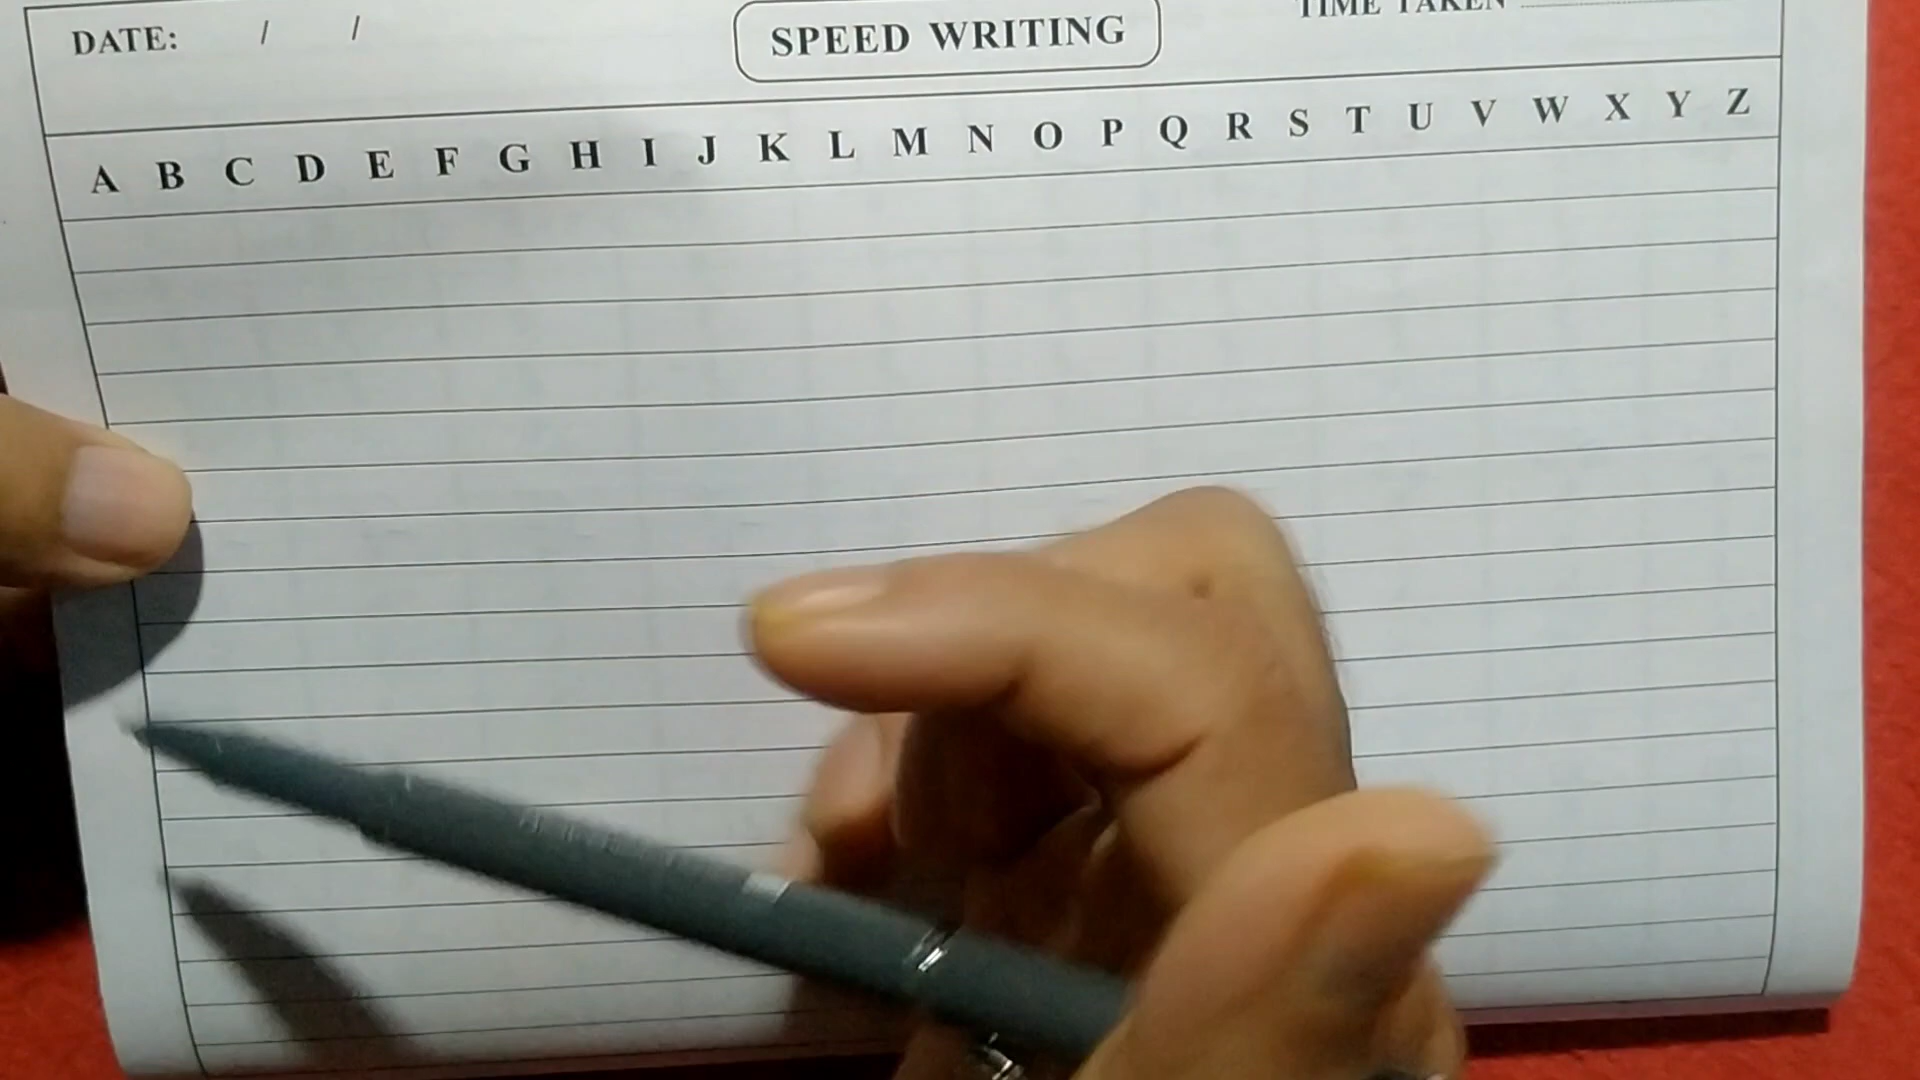 DATE: / / SPEED WRITING TIME TAKEN
A B C D E F G H I J K L M N O P Q R S T U V W X Y Z